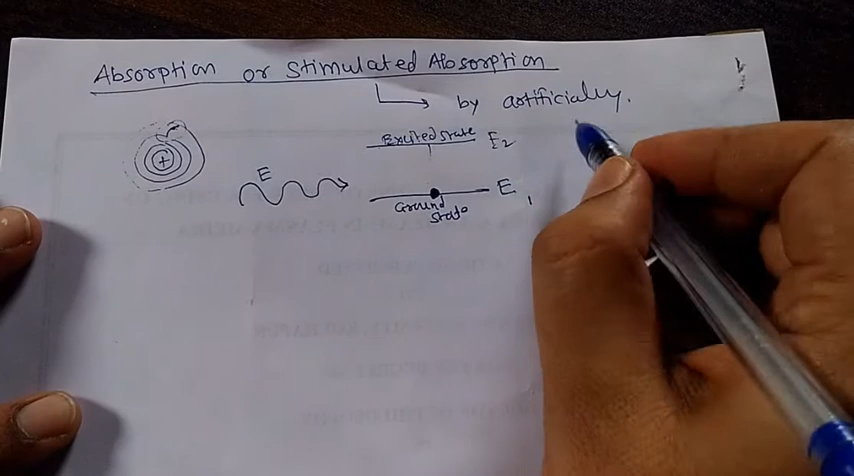 Absorption or Stimulated Absorption
by artificially.
Excited state E2
+
E
E1
Ground
State